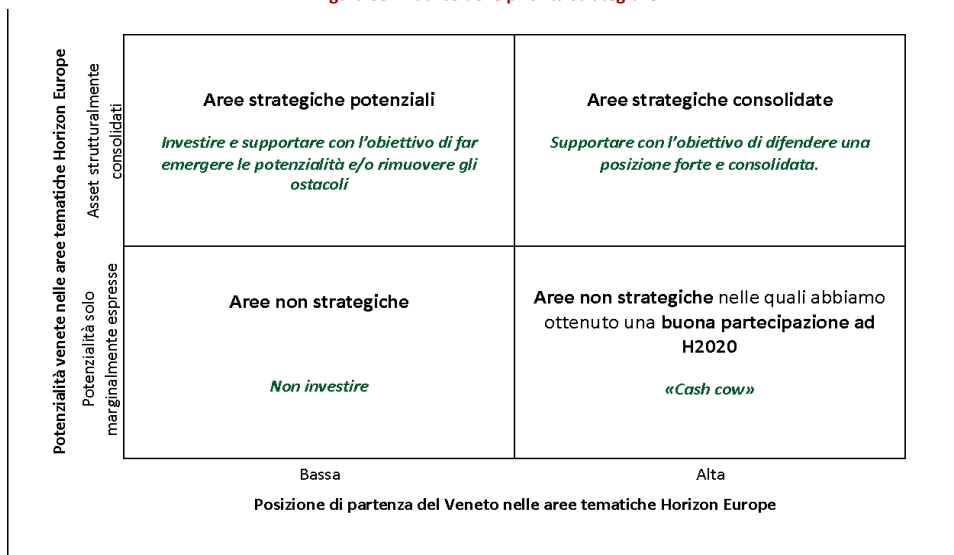 Potenzialità venete nelle aree tematiche Horizon Europe
Asset strutturalmente
consolidati
Potenzialità solo
marginalmente espresse
Aree strategiche potenziali
Investire e supportare con l'obiettivo di far
emergere le potenzialità e/o rimuovere gli
ostacoli
Aree strategiche consolidate
Supportare con l'obiettivo di difendere una
posizione forte e consolidata.
Aree non strategiche
Non investire
Aree non strategiche nelle quali abbiamo
ottenuto una buona partecipazione ad
H2020
«Cash cow»
Bassa
Alta
Posizione di partenza del Veneto nelle aree tematiche Horizon Europe